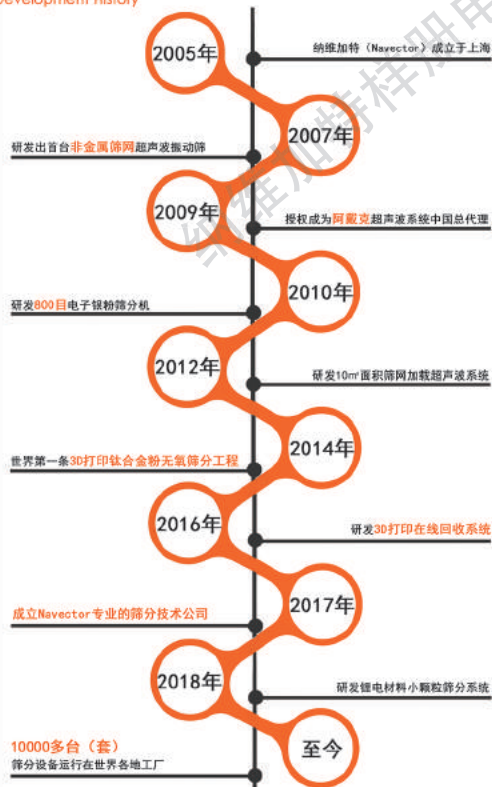 Development History
2005年
纳维加特（Navector）成立于上海
2007年
研发出首台非金属筛网超声波振动筛
2009年
授权成为阿戴克超声波系统中国总代理
2010年
研发800目电子银粉筛分机
2012年
研发10㎡面积筛网加载超声波系统
2014年
世界第一条3D打印钛合金粉无氧筛分工程
2016年
研发3D打印在线回收系统
2017年
成立Navector专业的筛分技术公司
2018年
研发锂电材料小颗粒筛分系统
至今
10000多台（套）
筛分设备运行在世界各地工厂
纳维加特样册电